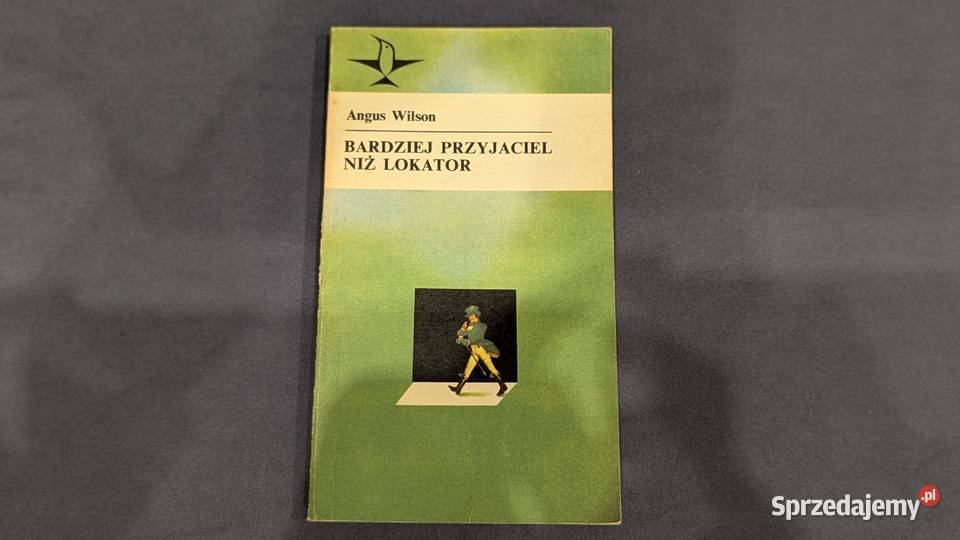 Angus Wilson
BARDZIEJ PRZYJACIEL
NIŻ LOKATOR
Sprzedajemy.pl